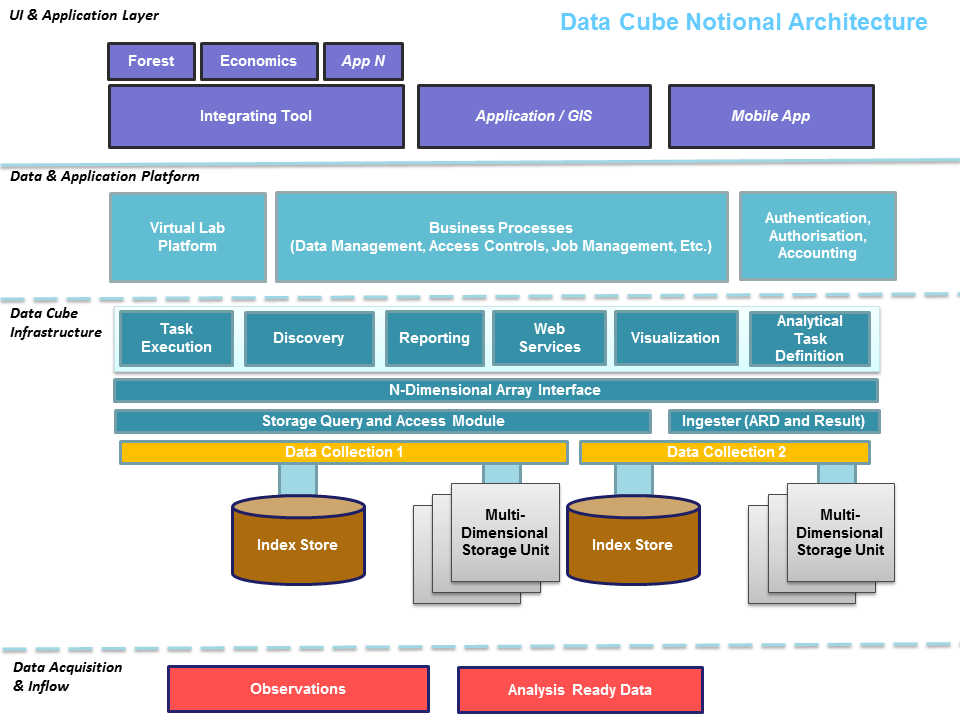 UI & Application Layer
Data Cube Notional Architecture
Forest
Economics
App N
Integrating Tool
Application / GIS
Mobile App
Data & Application Platform
Virtual Lab
Platform
Business Processes
(Data Management, Access Controls, Job Management, Etc.)
Authentication,
Authorisation,
Accounting
Data Cube
Infrastructure
Task
Execution
Discovery
Reporting
Web
Services
Visualization
Analytical
Task
Definition
N-Dimensional Array Interface
Storage Query and Access Module
Ingester (ARD and Result)
Data Collection 1
Data Collection 2
Index Store
Multi-
Dimensional
Storage Unit
Index Store
Multi-
Dimensional
Storage Unit
Data Acquisition
& Inflow
Observations
Analysis Ready Data